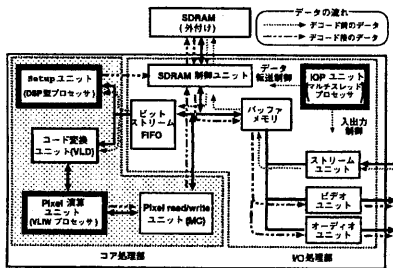 SDRAM
(外付け)
データの流れ
デコード前のデータ
デコード後のデータ
Setupユニット
(DSP型プロセッサ)
SDRAM 制御ユニット
データ
転送制御
IOP ユニット
(マルチスレッド
プロセッサ)
ビット
ストリーム
FIFO
バッファ
メモリ
入出力
制御
コード変換
ユニット(VLD)
ストリーム
ユニット
Pixel 演算
ユニット
(VLIW プロセッサ)
Pixel read/write
ユニット(MC)
ビデオ
ユニット
オーディオ
ユニット
コア処理部
I/O処理部